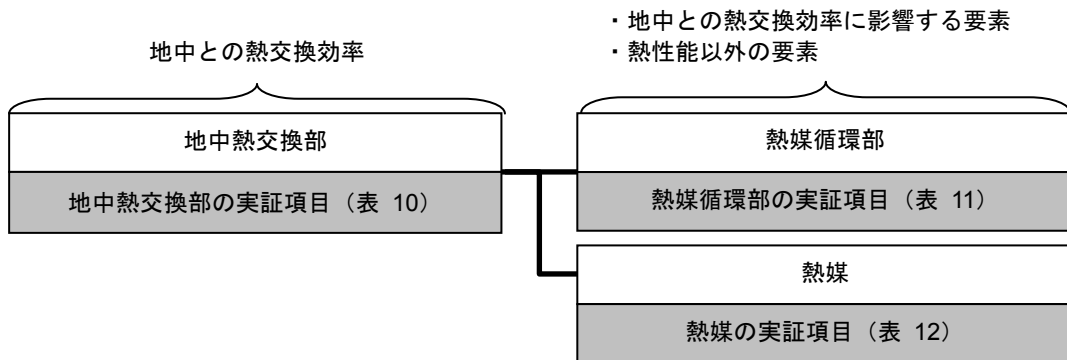 地中との熱交換効率
・地中との熱交換効率に影響する要素
・熱性能以外の要素
地中熱交換部
地中熱交換部の実証項目（表 10）
熱媒循環部
熱媒循環部の実証項目（表 11）
熱媒
熱媒の実証項目（表 12）